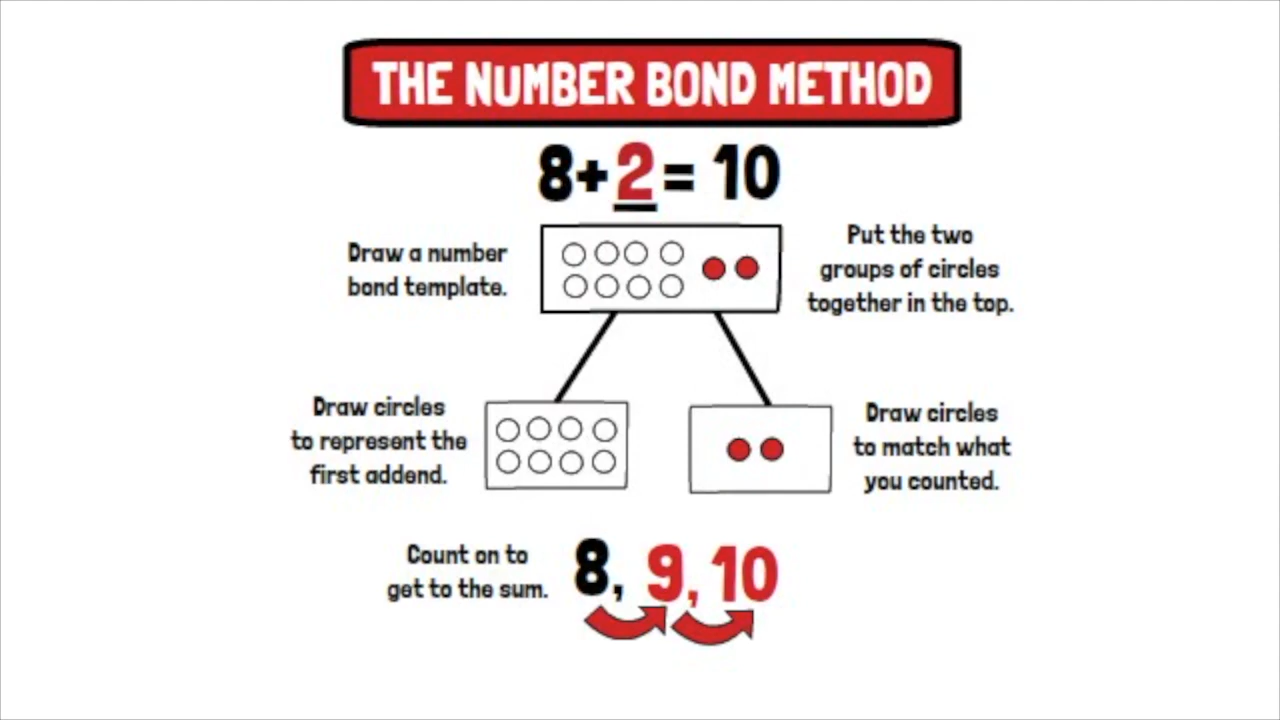 THE NUMBER BOND METHOD
8+2= 10
Draw a number
bond template.
Put the two
groups of circles
together in the top.
Draw circles
to represent the
first addend.
Draw circles
to match what
you counted.
Count on to
get to the sum.
8, 9, 10